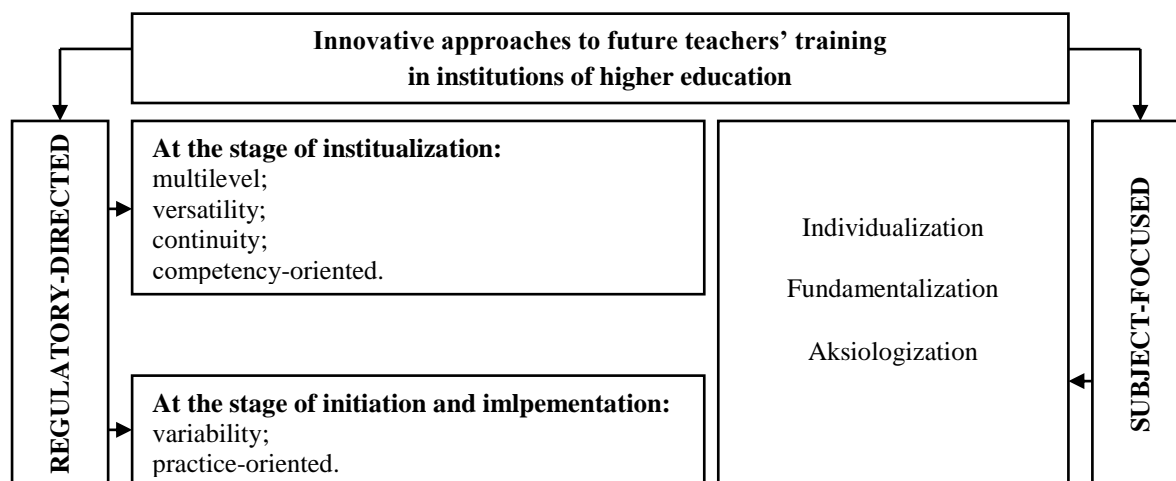 Innovative approaches to future teachers’ training
in institutions of higher education
REGULATORY-DIRECTED
At the stage of institualization:
multilevel;
versatility;
continuity;
competency-oriented.
At the stage of initiation and imlpementation:
variability;
practice-oriented.
Individualization
Fundamentalization
Aksiologization
SUBJECT-FOCUSED